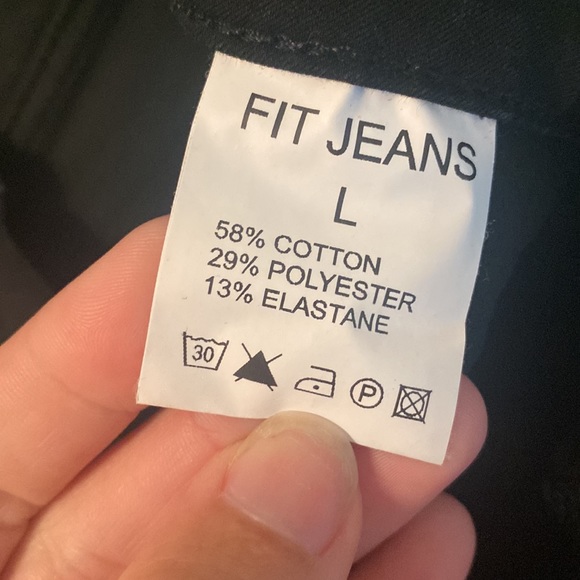 FIT JEANS
L
58% COTTON
29% POLYESTER
13% ELASTANE
30 P